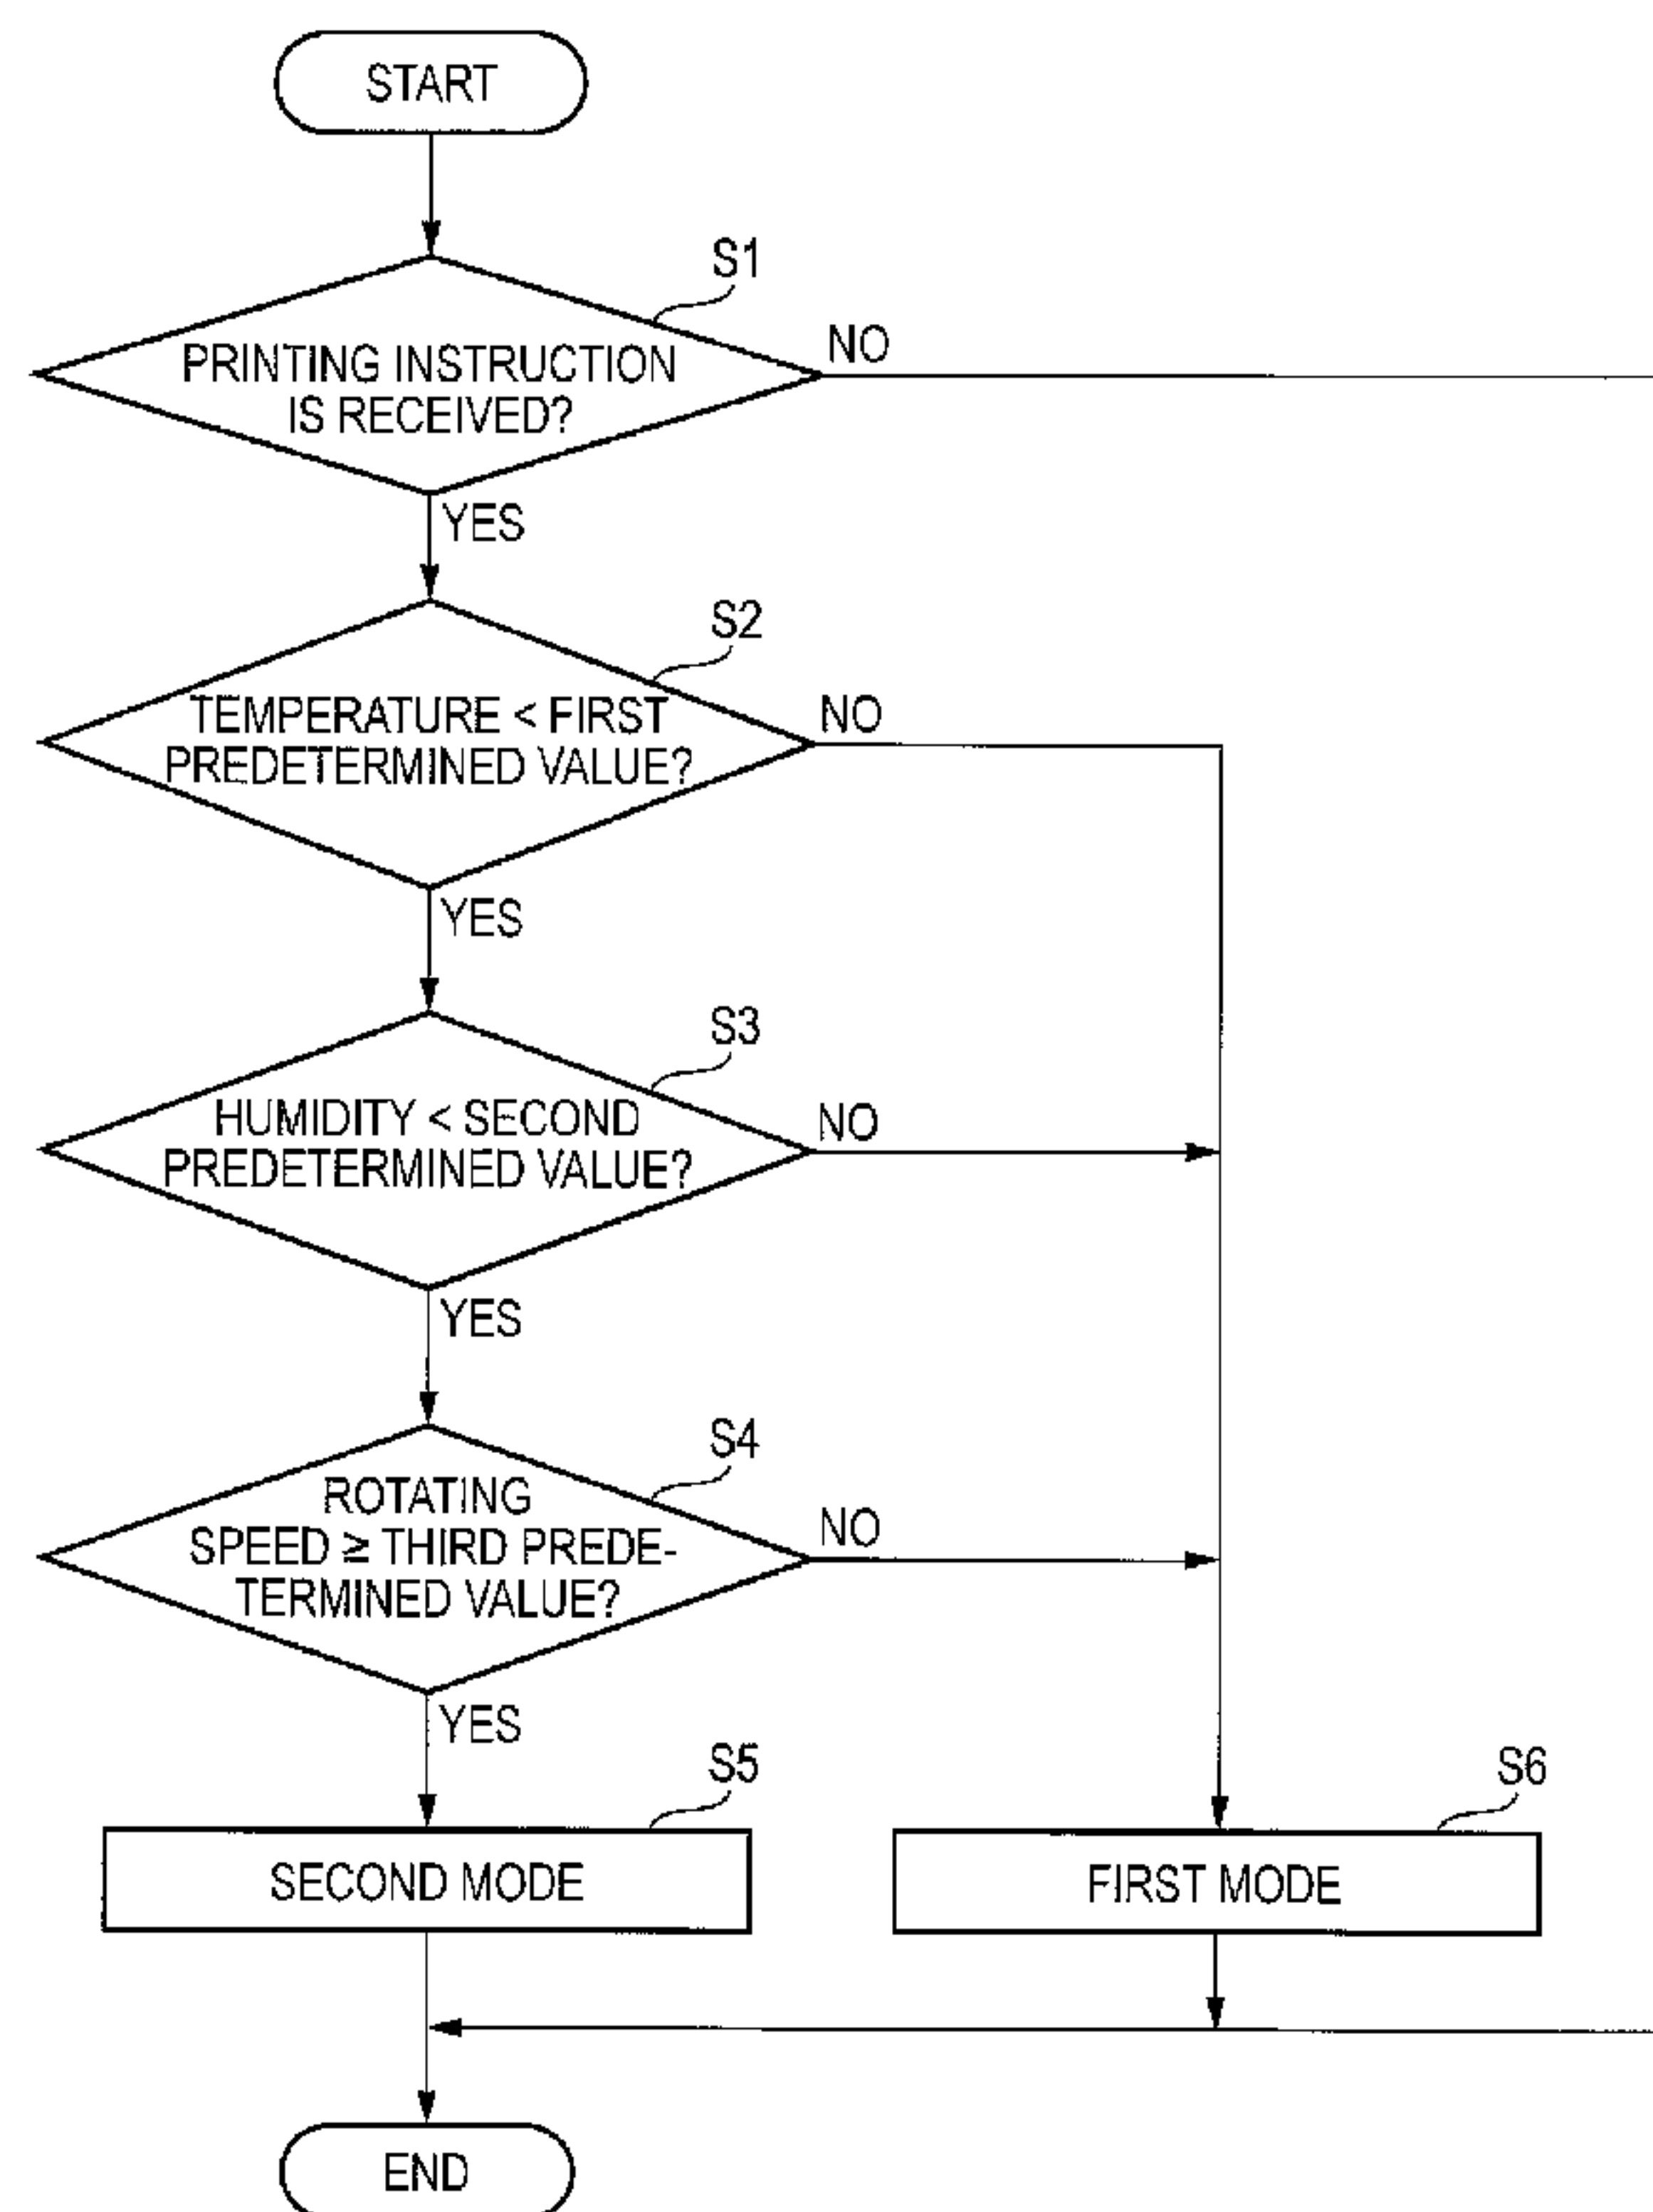 START
S1
PRINTING INSTRUCTION
IS RECEIVED?
NO
YES
S2
TEMPERATURE < FIRST
PREDETERMINED VALUE?
NO
YES
S3
HUMIDITY < SECOND
PREDETERMINED VALUE?
NO
YES
S4
ROTATING
SPEED ≥ THIRD PREDE-
TERMINED VALUE?
NO
YES
S5
SECOND MODE
S6
FIRST MODE
END